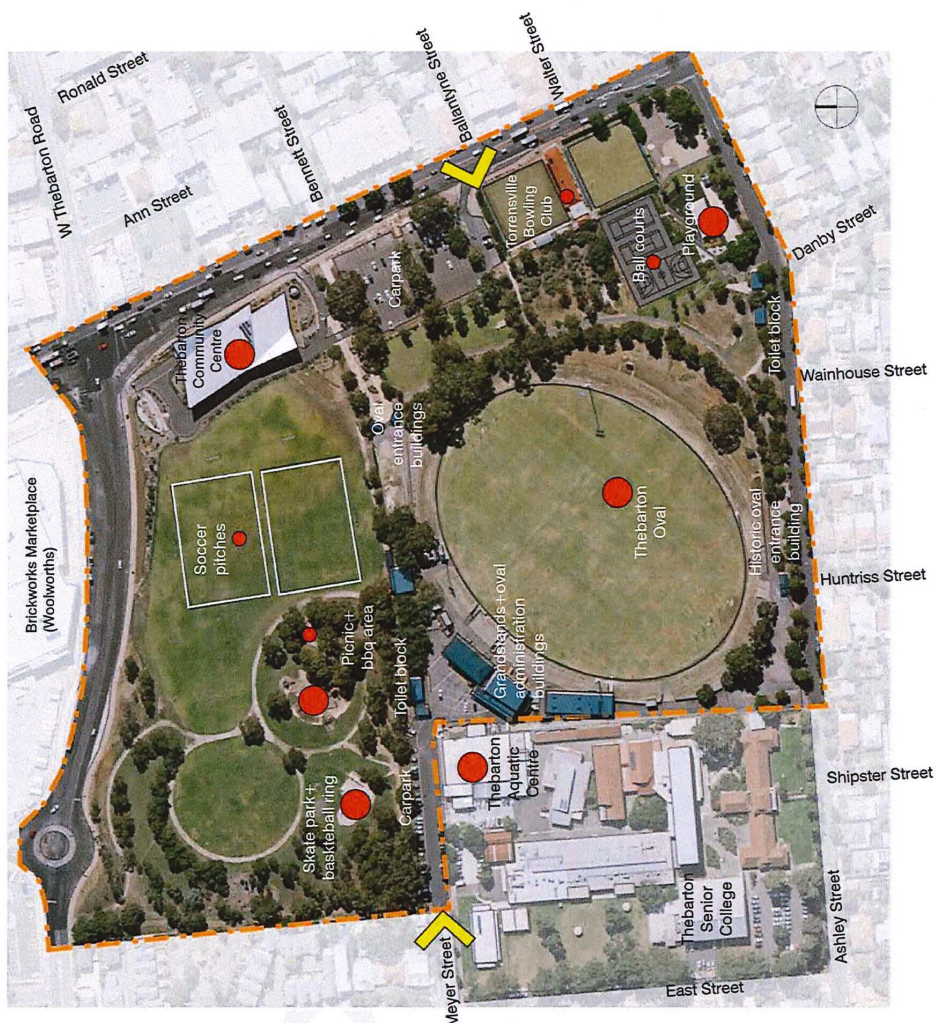 W Thebarton Road
Ronald Street
Ann Street
Bennett Street
Ballantyne Street
Walter Street
Brickworks Marketplace
(Woolworths)
Thebarton
Community
Centre
Carpark
Torrensville
Bowling
Club
Ball courts
Playground
Danby Street
Toilet block
Wainhouse Street
Soccer
pitches
Oval
entrance
buildings
Thebarton
Oval
Historic oval
entrance
building
Huntriss Street
Picnic+
bbq area
Toilet block
Grandstands+oval
administration
buildings
Skate park+
baskteball ring
Carpark
Thebarton
Aquatic
Centre
Shipster Street
Thebarton
Senior
College
Meyer Street
East Street
Ashley Street